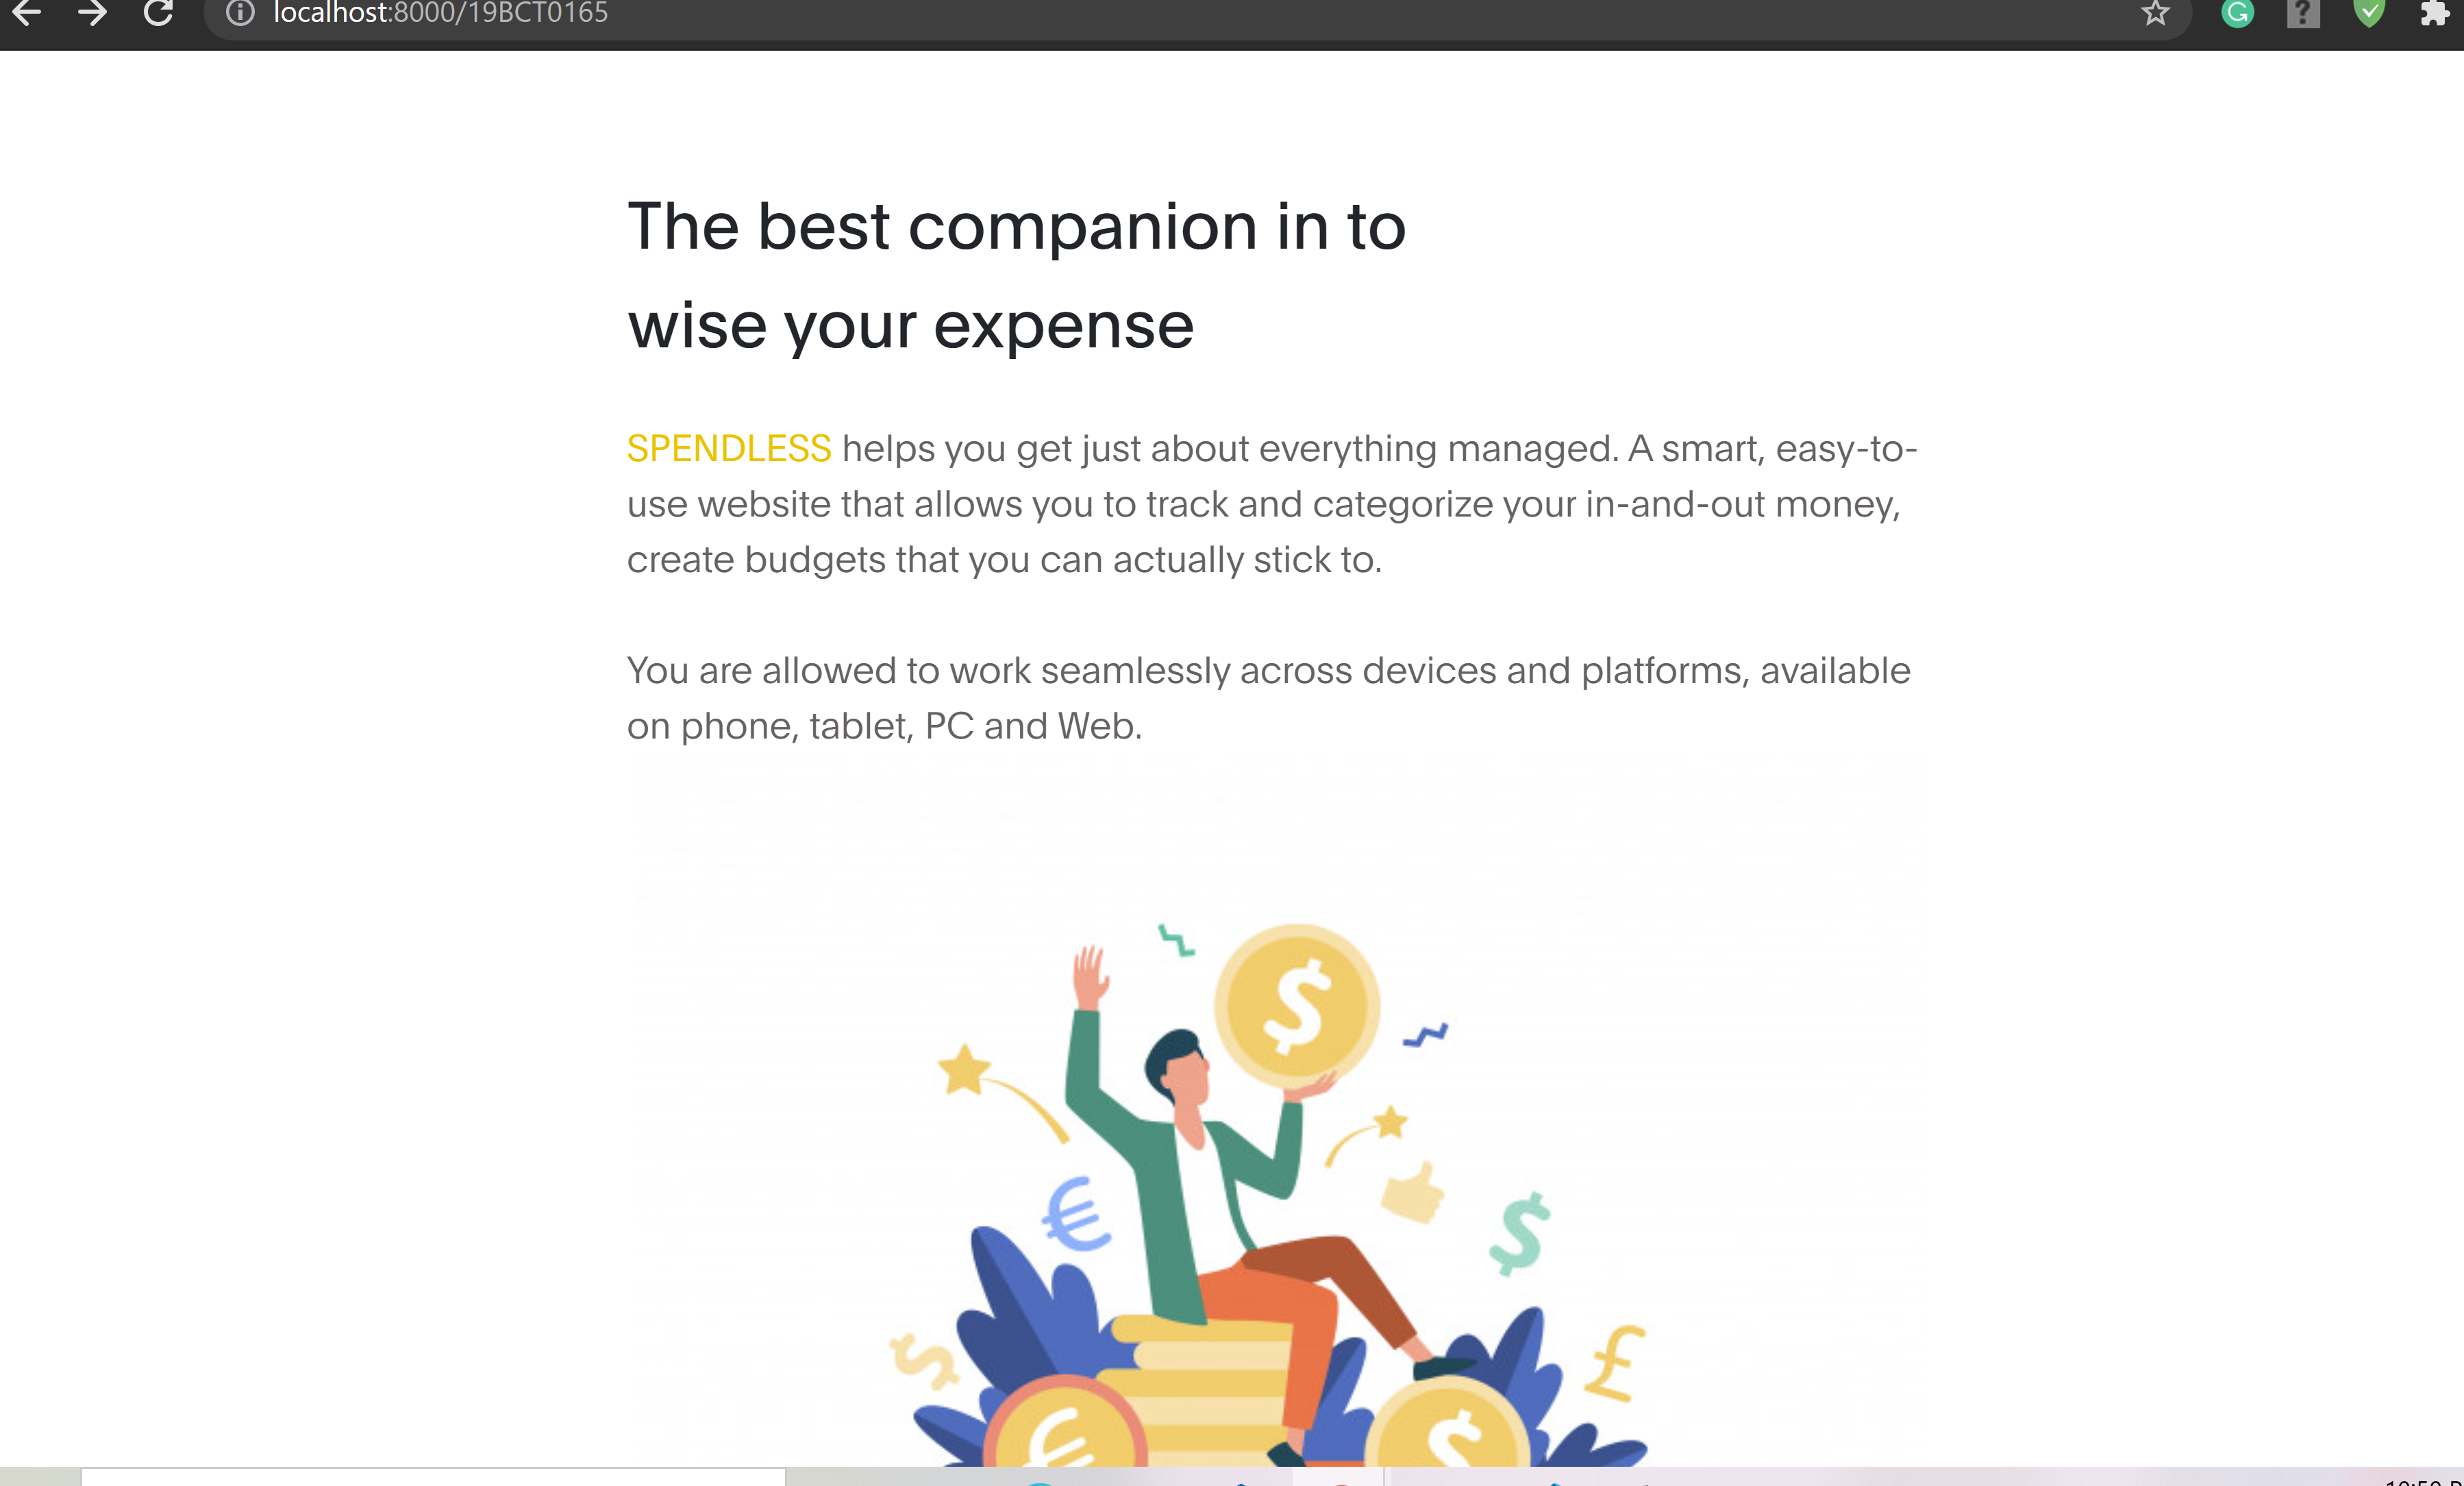 localhost:8000/19BCT0165
The best companion in to
wise your expense
SPENDLESS helps you get just about everything managed. A smart, easy-to-
use website that allows you to track and categorize your in-and-out money,
create budgets that you can actually stick to.
You are allowed to work seamlessly across devices and platforms, available
on phone, tablet, PC and Web.
$
$
€
$
$
£
€
$